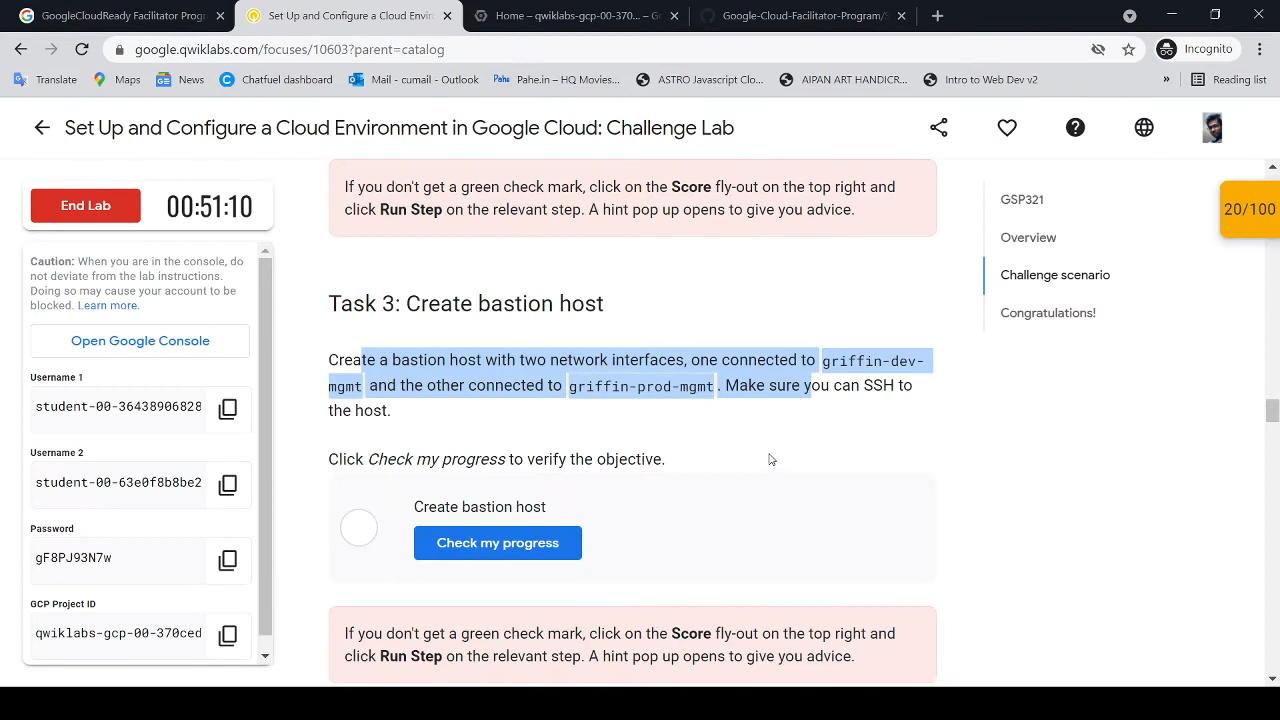 GoogleCloudReady Facilitator Progr
Set Up and Configure a Cloud Envir
Home – qwiklabs-gcp-00-370... – G
Google-Cloud-Facilitator-Program/S
google.qwiklabs.com/focuses/10603?parent=catalog
Incognito
Translate
Maps
News
Chatfuel dashboard
Mail - cumail - Outlook
Pahe Pahe.in – HQ Movies...
ASTRO Javascript Clo...
AIPAN ART HANDICR...
Intro to Web Dev v2
»
Reading list
Set Up and Configure a Cloud Environment in Google Cloud: Challenge Lab
End Lab
00:51:10
Caution: When you are in the console, do
not deviate from the lab instructions.
Doing so may cause your account to be
blocked. Learn more.
Open Google Console
Username 1
student-00-36438906828
Username 2
student-00-63e0f8b8be2
Password
gF8PJ93N7w
GCP Project ID
qwiklabs-gcp-00-370ced
If you don't get a green check mark, click on the Score fly-out on the top right and
click Run Step on the relevant step. A hint pop up opens to give you advice.
Task 3: Create bastion host
Create a bastion host with two network interfaces, one connected to griffin-dev-
mgmt and the other connected to griffin-prod-mgmt . Make sure you can SSH to
the host.
Click Check my progress to verify the objective.
Create bastion host
Check my progress
If you don't get a green check mark, click on the Score fly-out on the top right and
click Run Step on the relevant step. A hint pop up opens to give you advice.
GSP321
Overview
Challenge scenario
Congratulations!
20/100